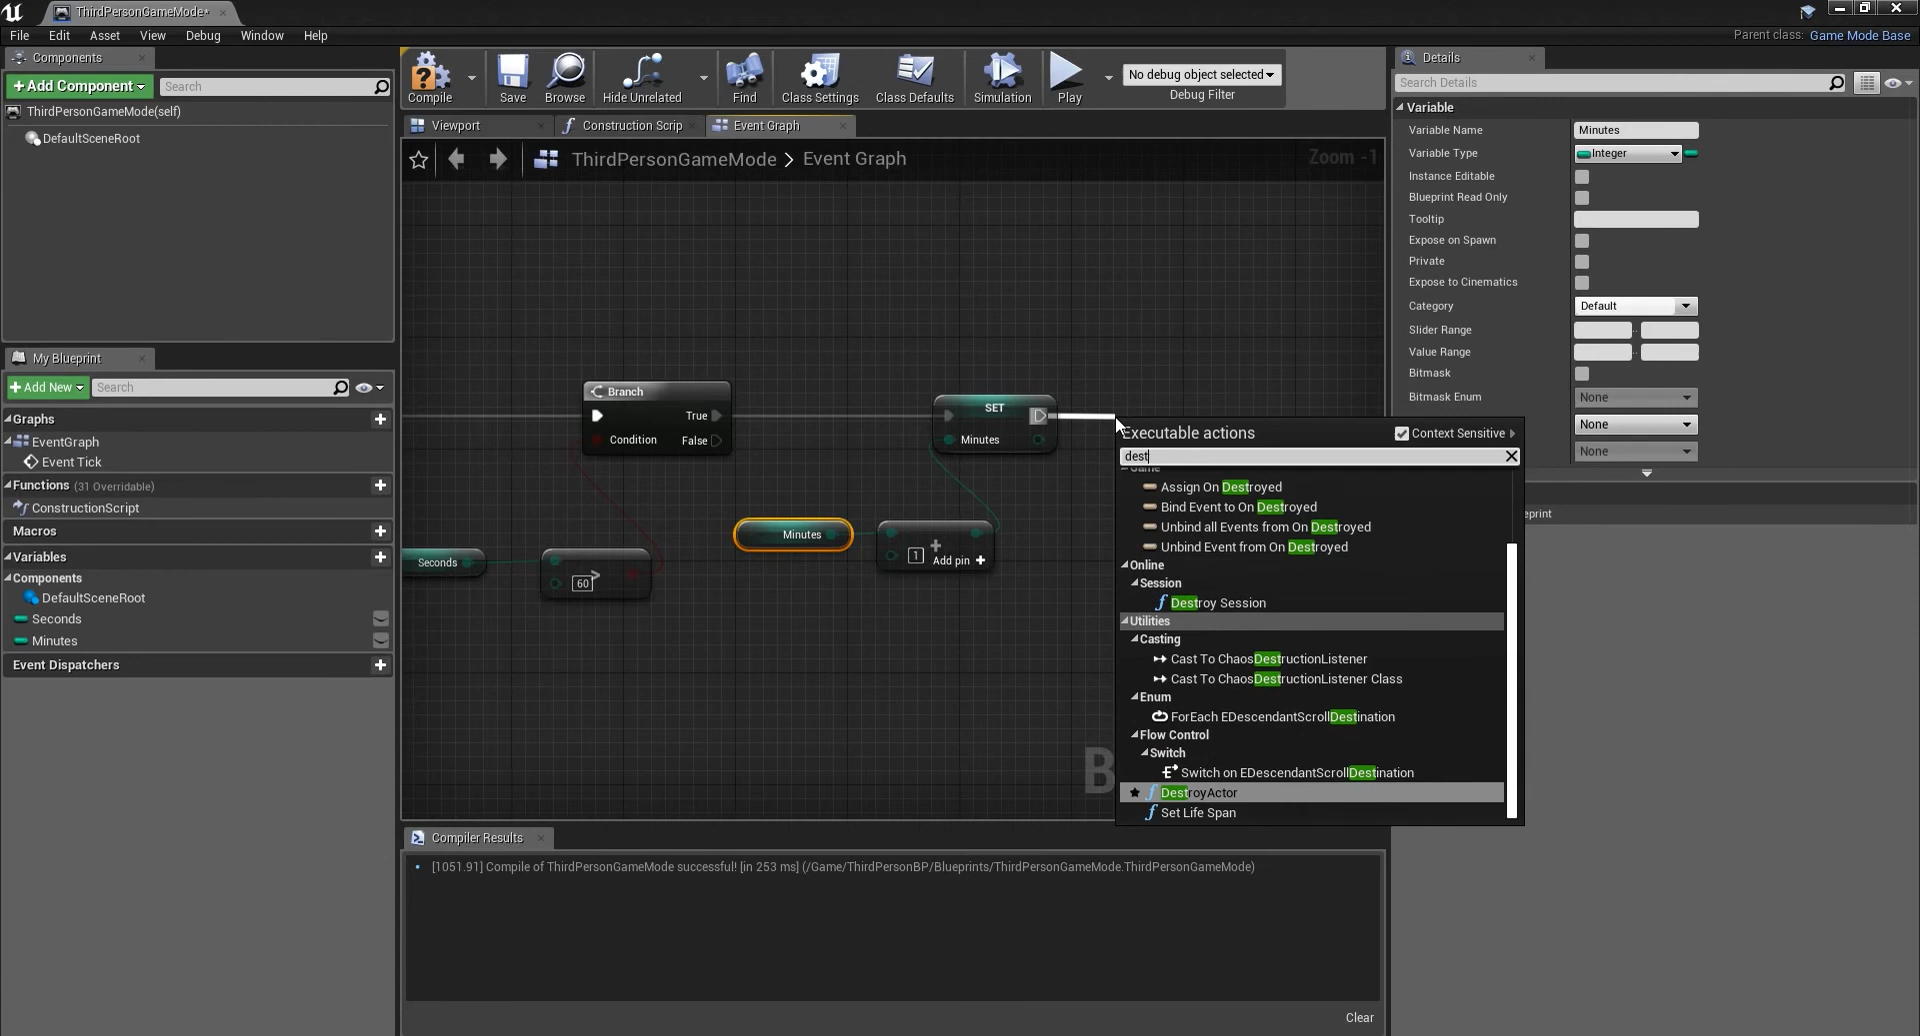 ThirdPersonGameMode*
File Edit Asset View Debug Window Help
Parent class: Game Mode Base
Components
+Add Component Search
ThirdPersonGameMode(self)
DefaultSceneRoot
My Blueprint
+Add New Search
Graphs
EventGraph
Event Tick
Functions (31 Overridable)
ConstructionScript
Macros
Variables
Components
DefaultSceneRoot
Seconds
Minutes
Event Dispatchers
Compile Save Browse Hide Unrelated Find Class Settings Class Defaults Simulation Play
No debug object selected
Debug Filter
Viewport Construction Scrip Event Graph
ThirdPersonGameMode > Event Graph
Zoom -1
Branch
True
Condition False
SET
Minutes
Seconds
60 >
Minutes
1 +
Add pin +
B
Executable actions Context Sensitive
dest
Game
Assign On Destroyed
Bind Event to On Destroyed
Unbind all Events from On Destroyed
Unbind Event from On Destroyed
Online
Session
Destroy Session
Utilities
Casting
Cast To ChaosDestructionListener
Cast To ChaosDestructionListener Class
Enum
ForEach EDescendantScrollDestination
Flow Control
Switch
Switch on EDescendantScrollDestination
DestroyActor
Set Life Span
Compiler Results
[1051.91] Compile of ThirdPersonGameMode successful! [in 253 ms] (/Game/ThirdPersonBP/Blueprints/ThirdPersonGameMode.ThirdPersonGameMode)
Clear
Details
Search Details
Variable
Variable Name Minutes
Variable Type Integer
Instance Editable
Blueprint Read Only
Tooltip
Expose on Spawn
Private
Expose to Cinematics
Category Default
Slider Range
Value Range
Bitmask
Bitmask Enum None
None
None
eprint